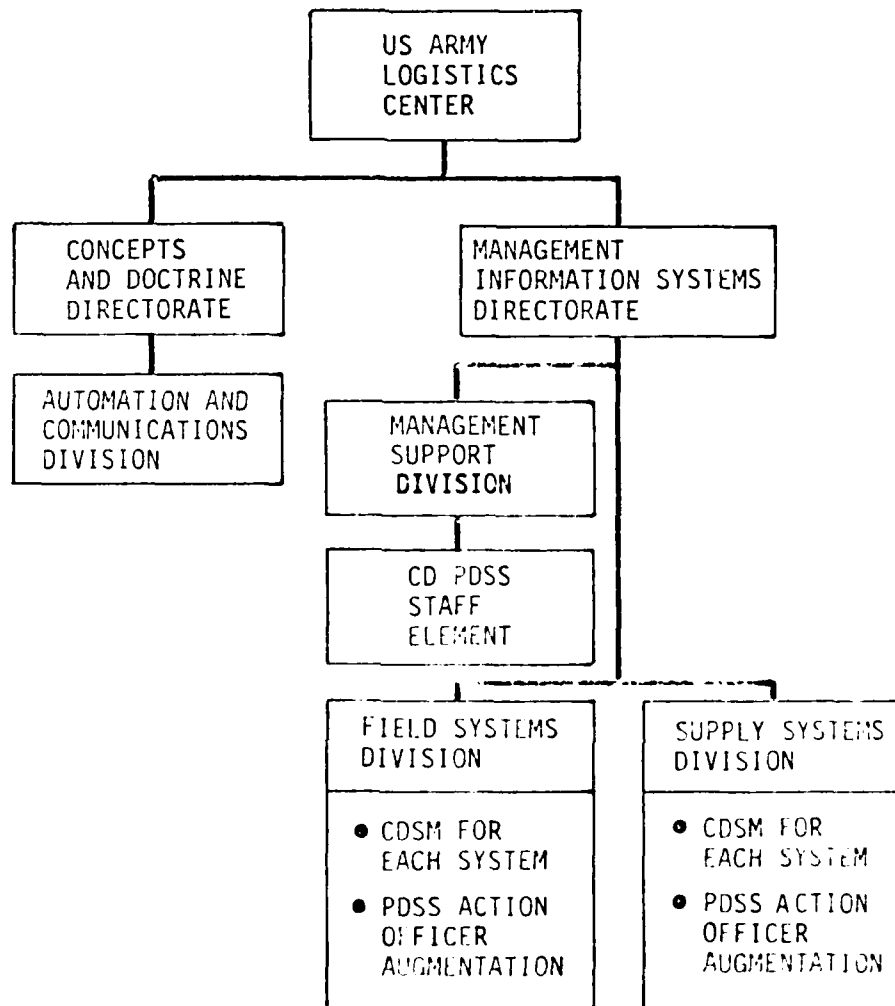 US ARMY
LOGISTICS
CENTER
CONCEPTS
AND DOCTRINE
DIRECTORATE
MANAGEMENT
INFORMATION SYSTEMS
DIRECTORATE
AUTOMATION AND
COMMUNICATIONS
DIVISION
MANAGEMENT
SUPPORT
DIVISION
CD PDSS
STAFF
ELEMENT
FIELD SYSTEMS
DIVISION
• CDSM FOR
EACH SYSTEM
• PDSS ACTION
OFFICER
AUGMENTATION
SUPPLY SYSTEMS
DIVISION
• CDSM FOR
EACH SYSTEM
• PDSS ACTION
OFFICER
AUGMENTATION